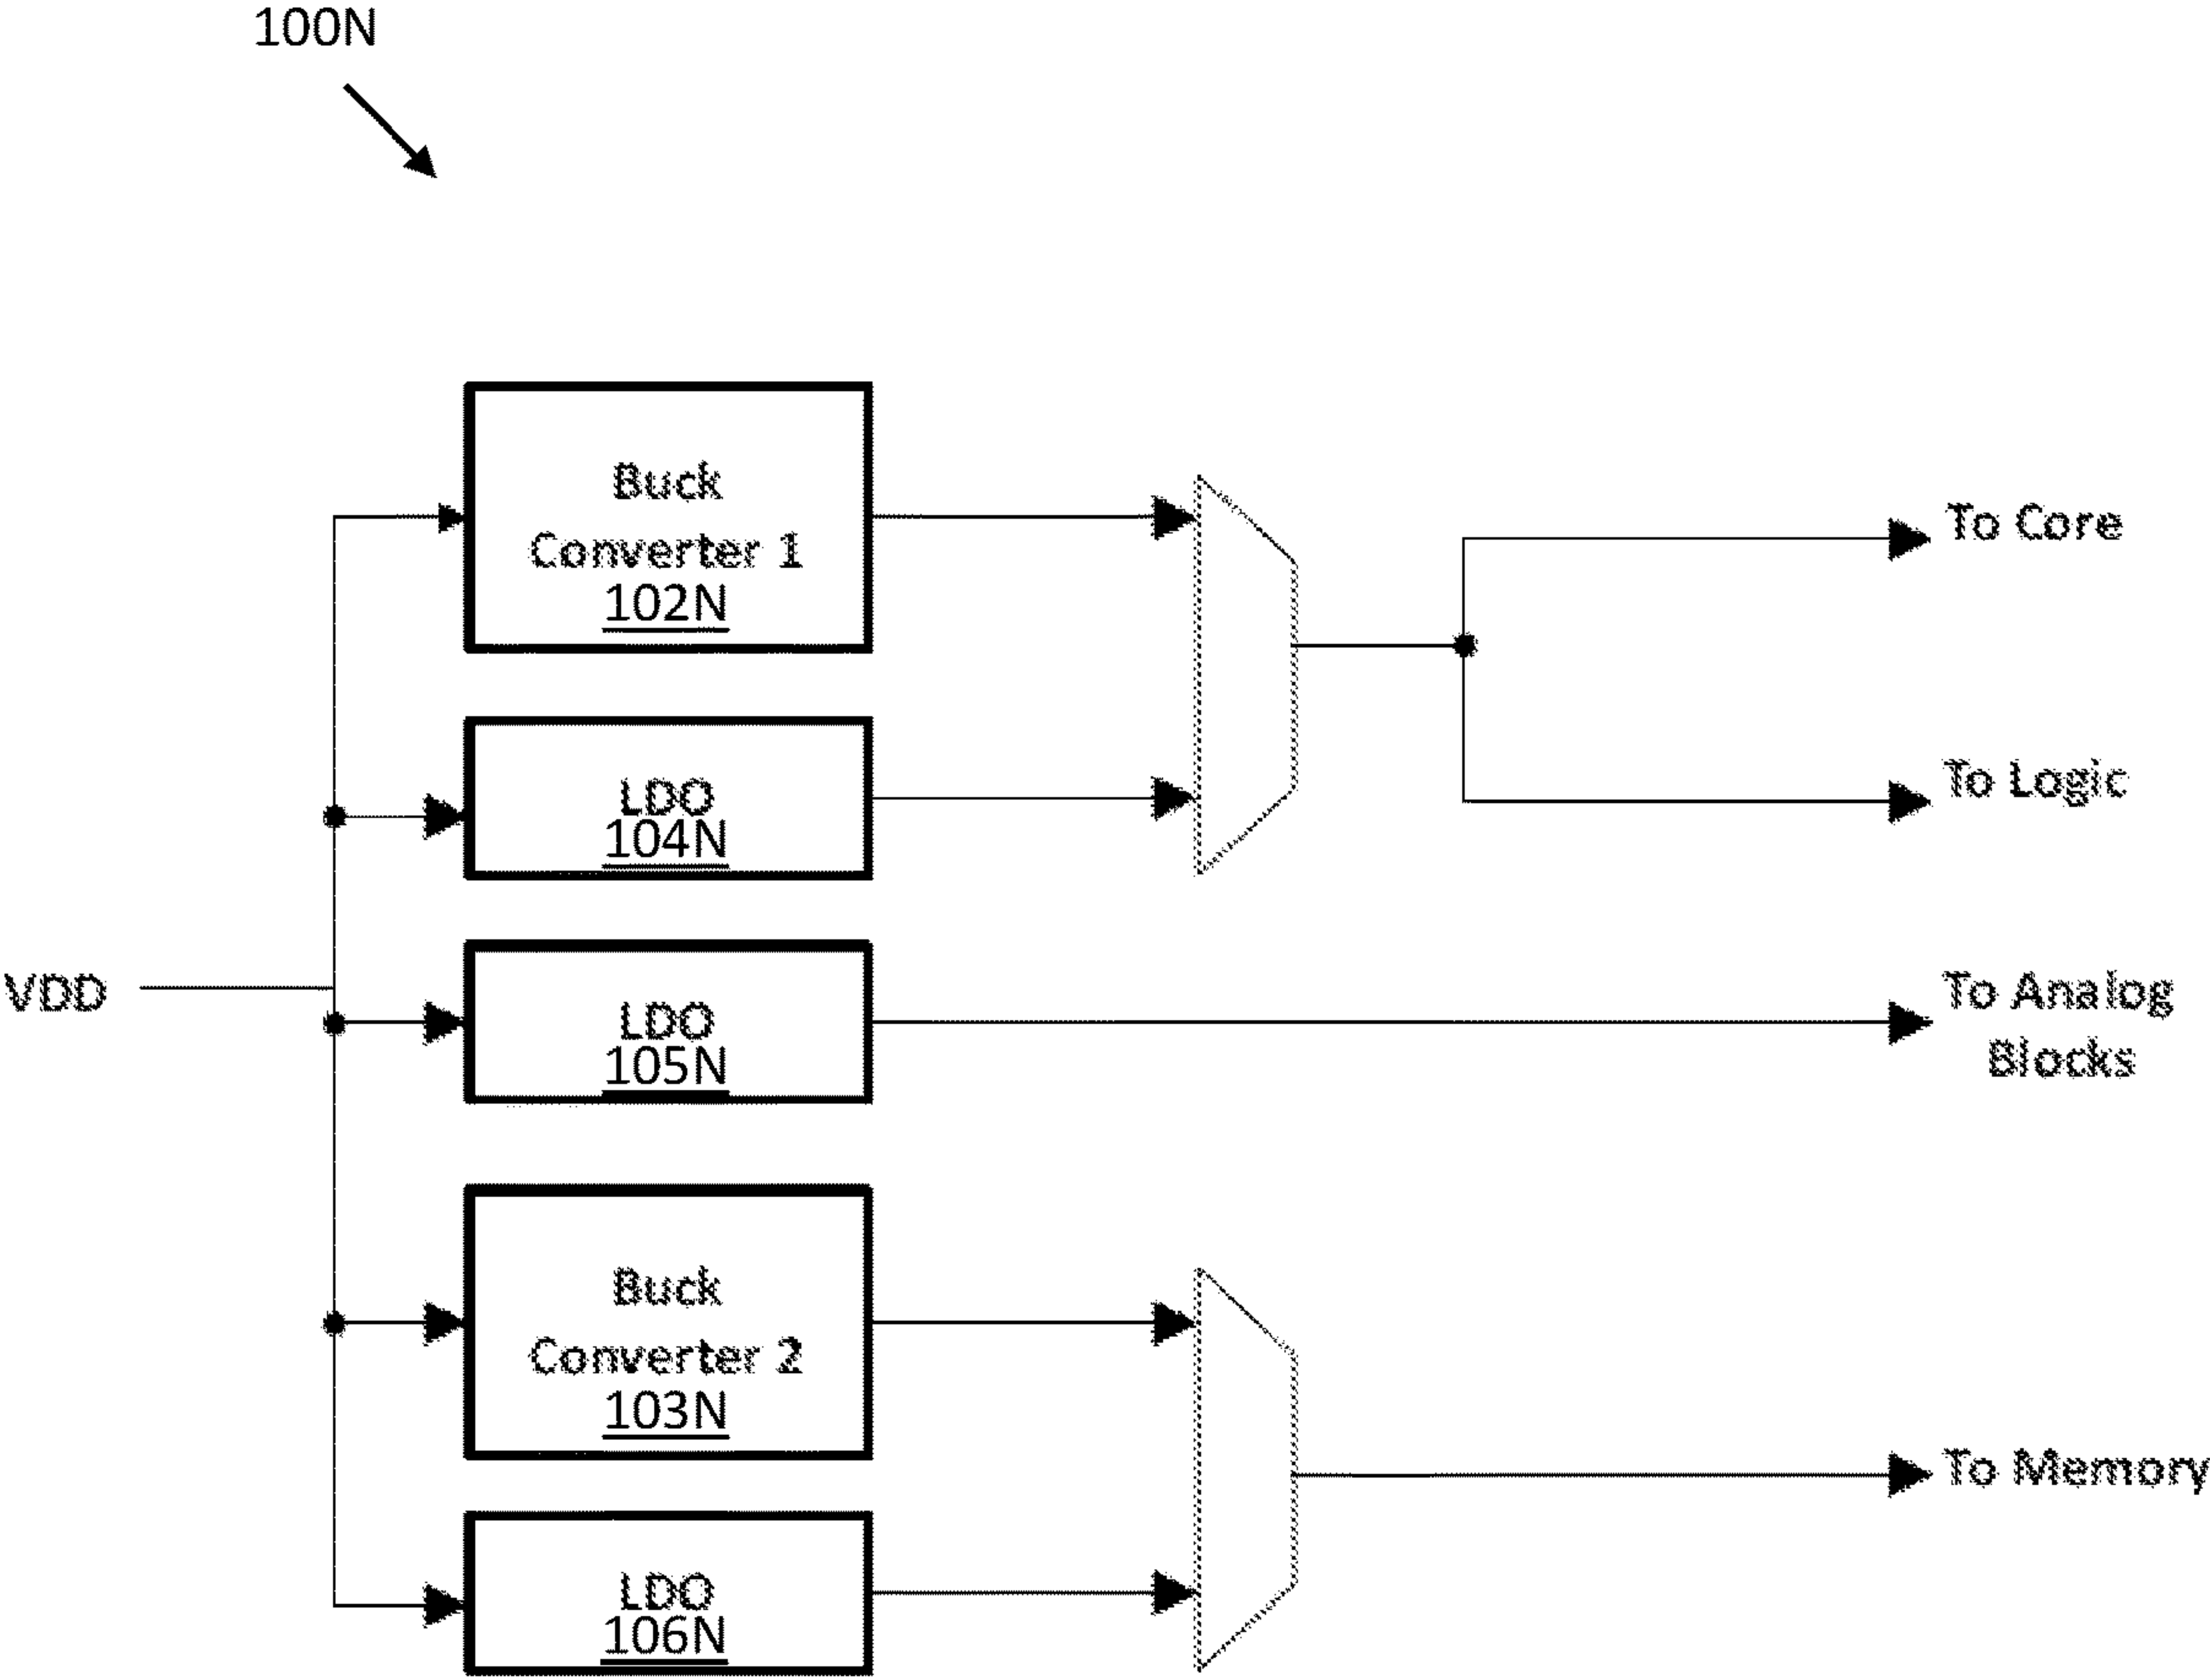 100N
Buck
Converter 1
102N
To Core
LDO
104N
To Logic
VDD
LDO
105N
To Analog
Blocks
Buck
Converter 2
103N
To Memory
LDO
106N